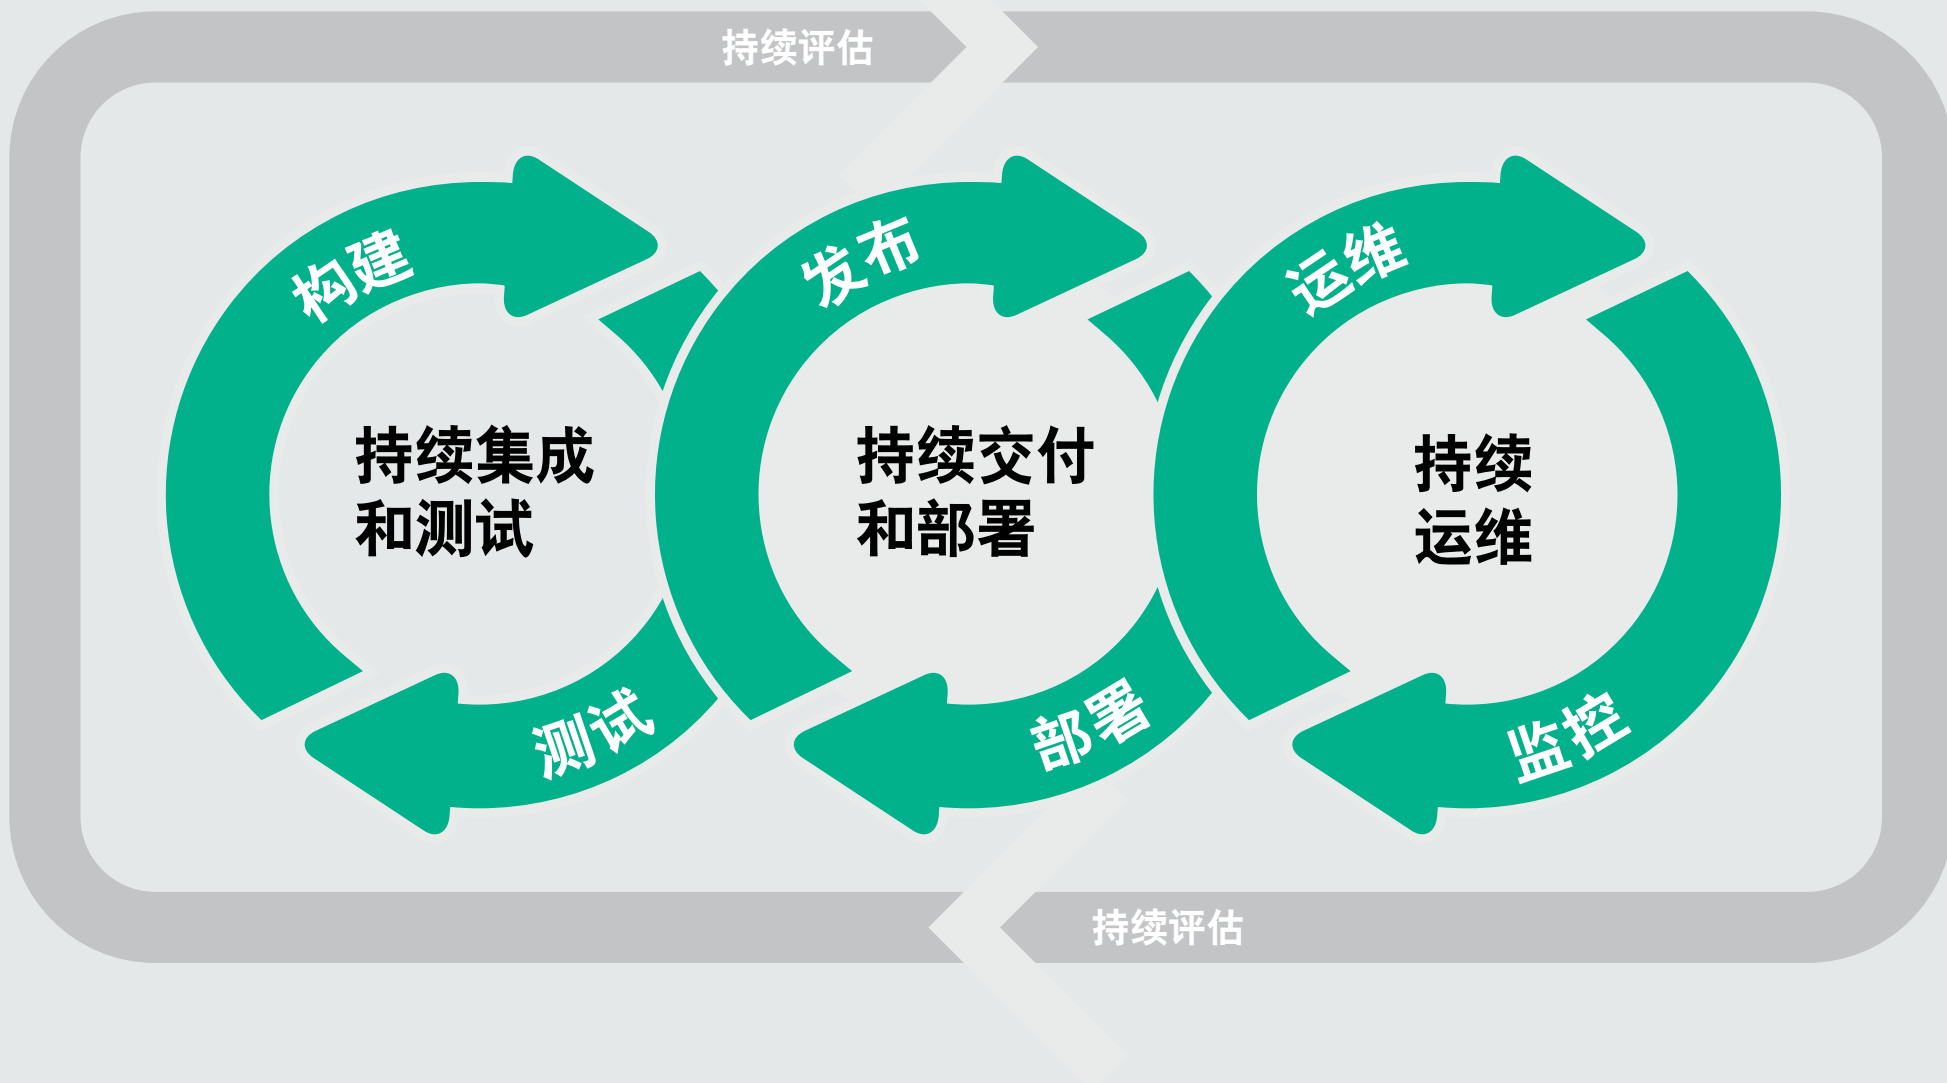 持续评估
构建
发布
运维
持续集成
和测试
持续交付
和部署
持续
运维
测试
部署
监控
持续评估